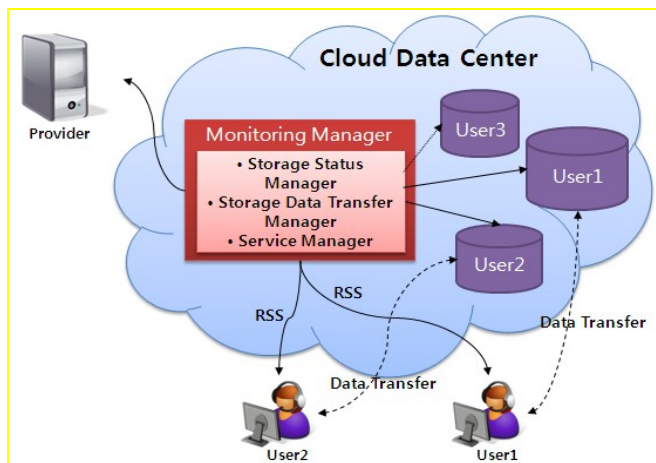 Cloud Data Center
Provider
Monitoring Manager
• Storage Status
Manager
• Storage Data Transfer
Manager
• Service Manager
User3
User1
User2
RSS
RSS
Data Transfer
Data Transfer
User2
User1